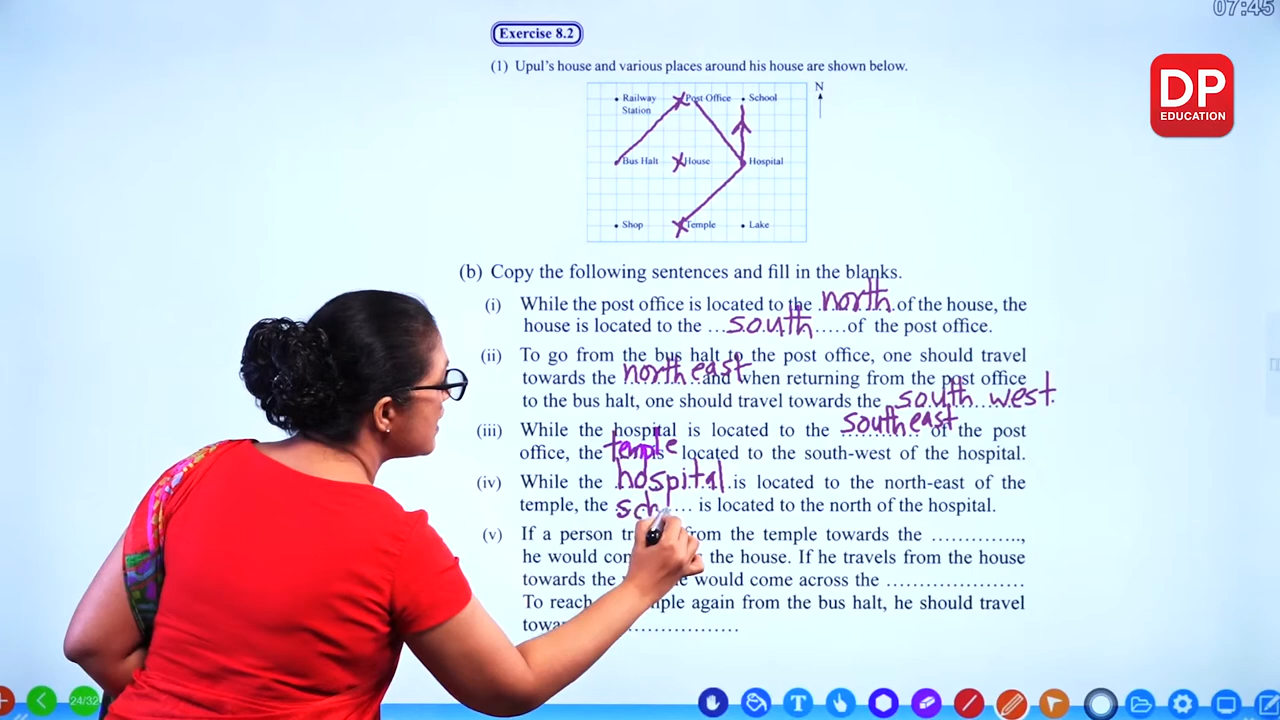 07:45
Exercise 8.2
DP
EDUCATION
(1) Upul's house and various places around his house are shown below.
N
Railway Station
Post Office
School
Bus Halt
House
Hospital
Shop
Temple
Lake
(b) Copy the following sentences and fill in the blanks.
(i) While the post office is located to the north of the house, the
house is located to the ...south.....of the post office.
(ii) To go from the bus halt to the post office, one should travel
towards the north east and when returning from the post office
to the bus halt, one should travel towards the south west.
(iii) While the hospital is located to the southeast of the post
office, the temple is located to the south-west of the hospital.
(iv) While the hospital is located to the north-east of the
temple, the sch.... is located to the north of the hospital.
(v) If a person from the temple towards the ..............,
he would the house. If he travels from the house
towards the would come across the .....................
To reach again from the bus halt, he should travel
..................
24/32